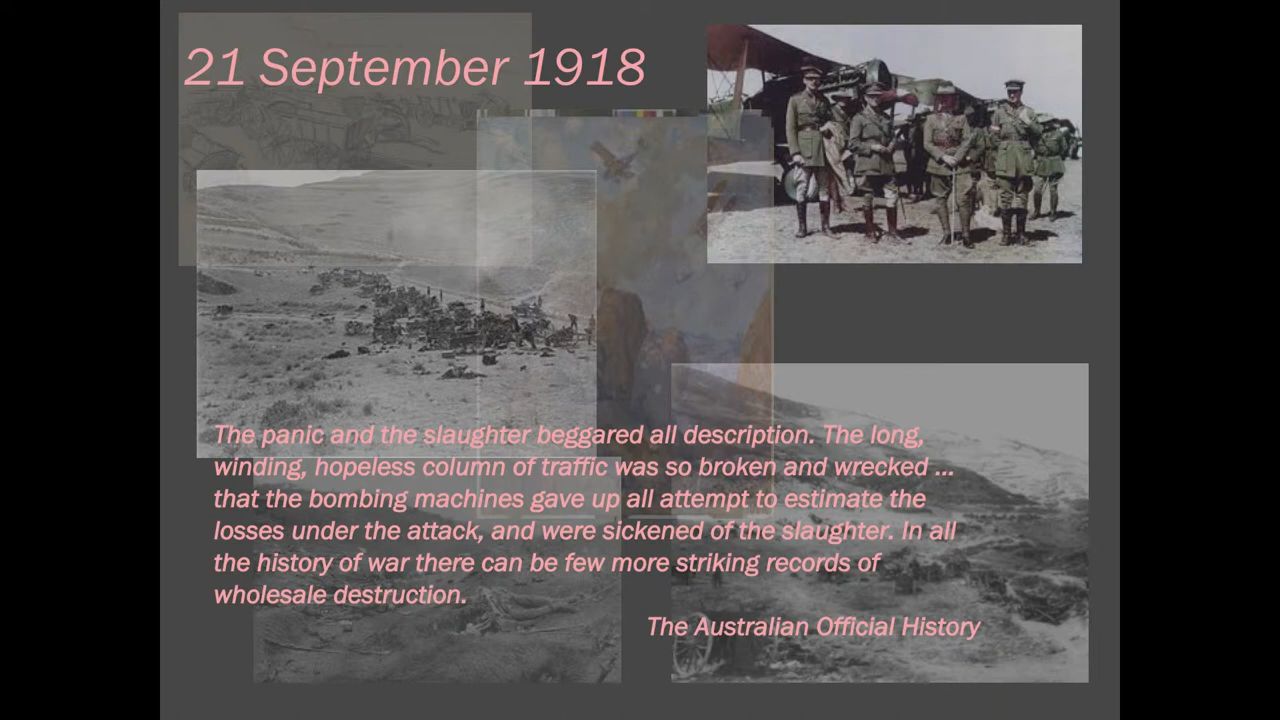 21 September 1918
The panic and the slaughter beggared all description. The long,
winding, hopeless column of traffic was so broken and wrecked ...
that the bombing machines gave up all attempt to estimate the
losses under the attack, and were sickened of the slaughter. In all
the history of war there can be few more striking records of
wholesale destruction.
The Australian Official History